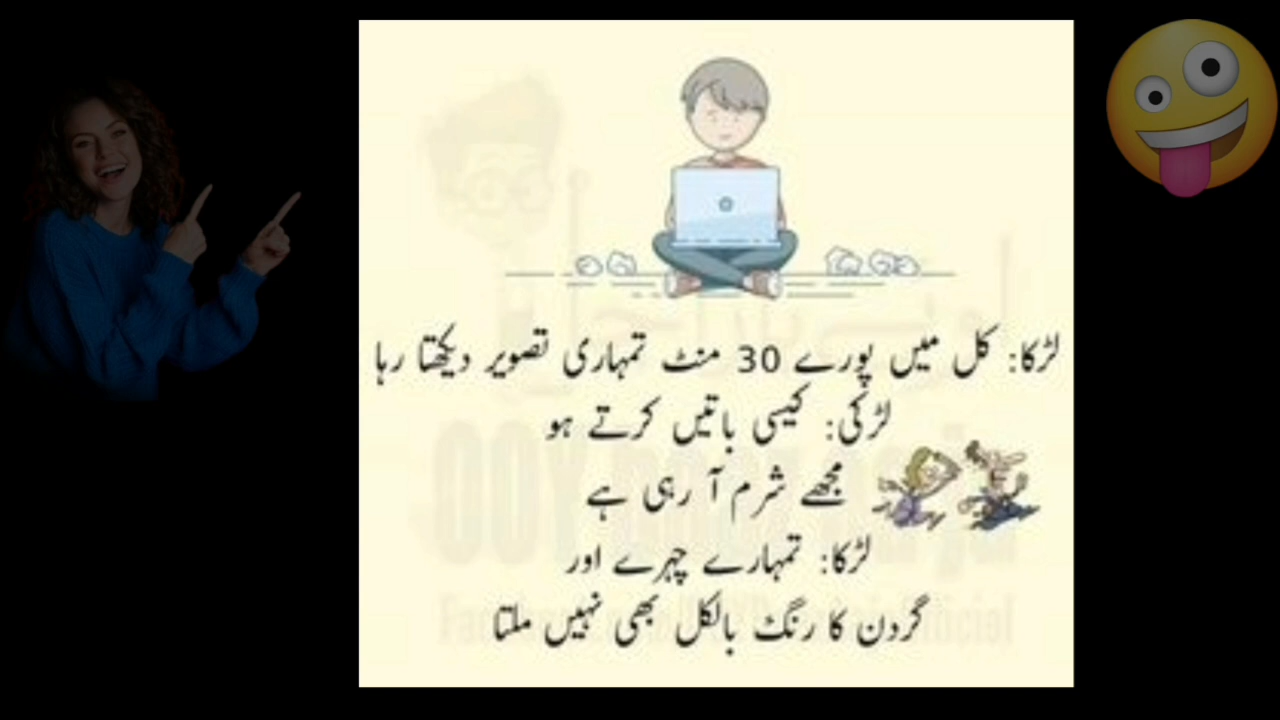 لڑکا: کل میں پورے 30 منٹ تمہاری تصویر دیکھتا رہا
لڑکی: کیسی باتیں کرتے ہو
مجھے شرم آ رہی ہے
لڑکا: تمہارے چہرے اور
گردن کا رنگ بالکل بھی نہیں ملتا